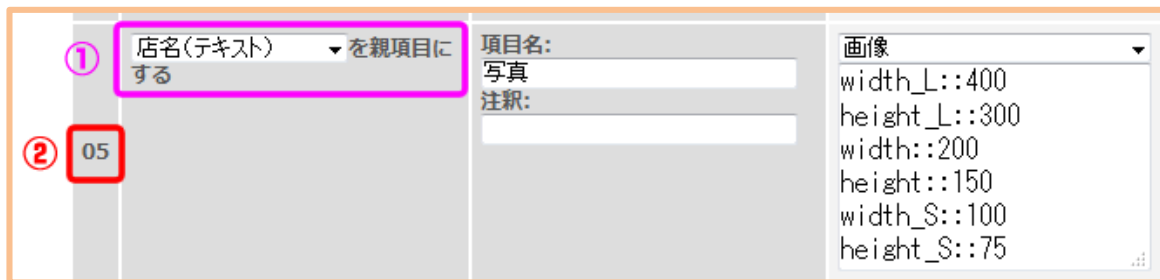 ①
店名(テキスト) を親項目に
する
②
05
項目名:
写真
注釈:
画像
width_L::400
height_L::300
width::200
height::150
width_S::100
height_S::75